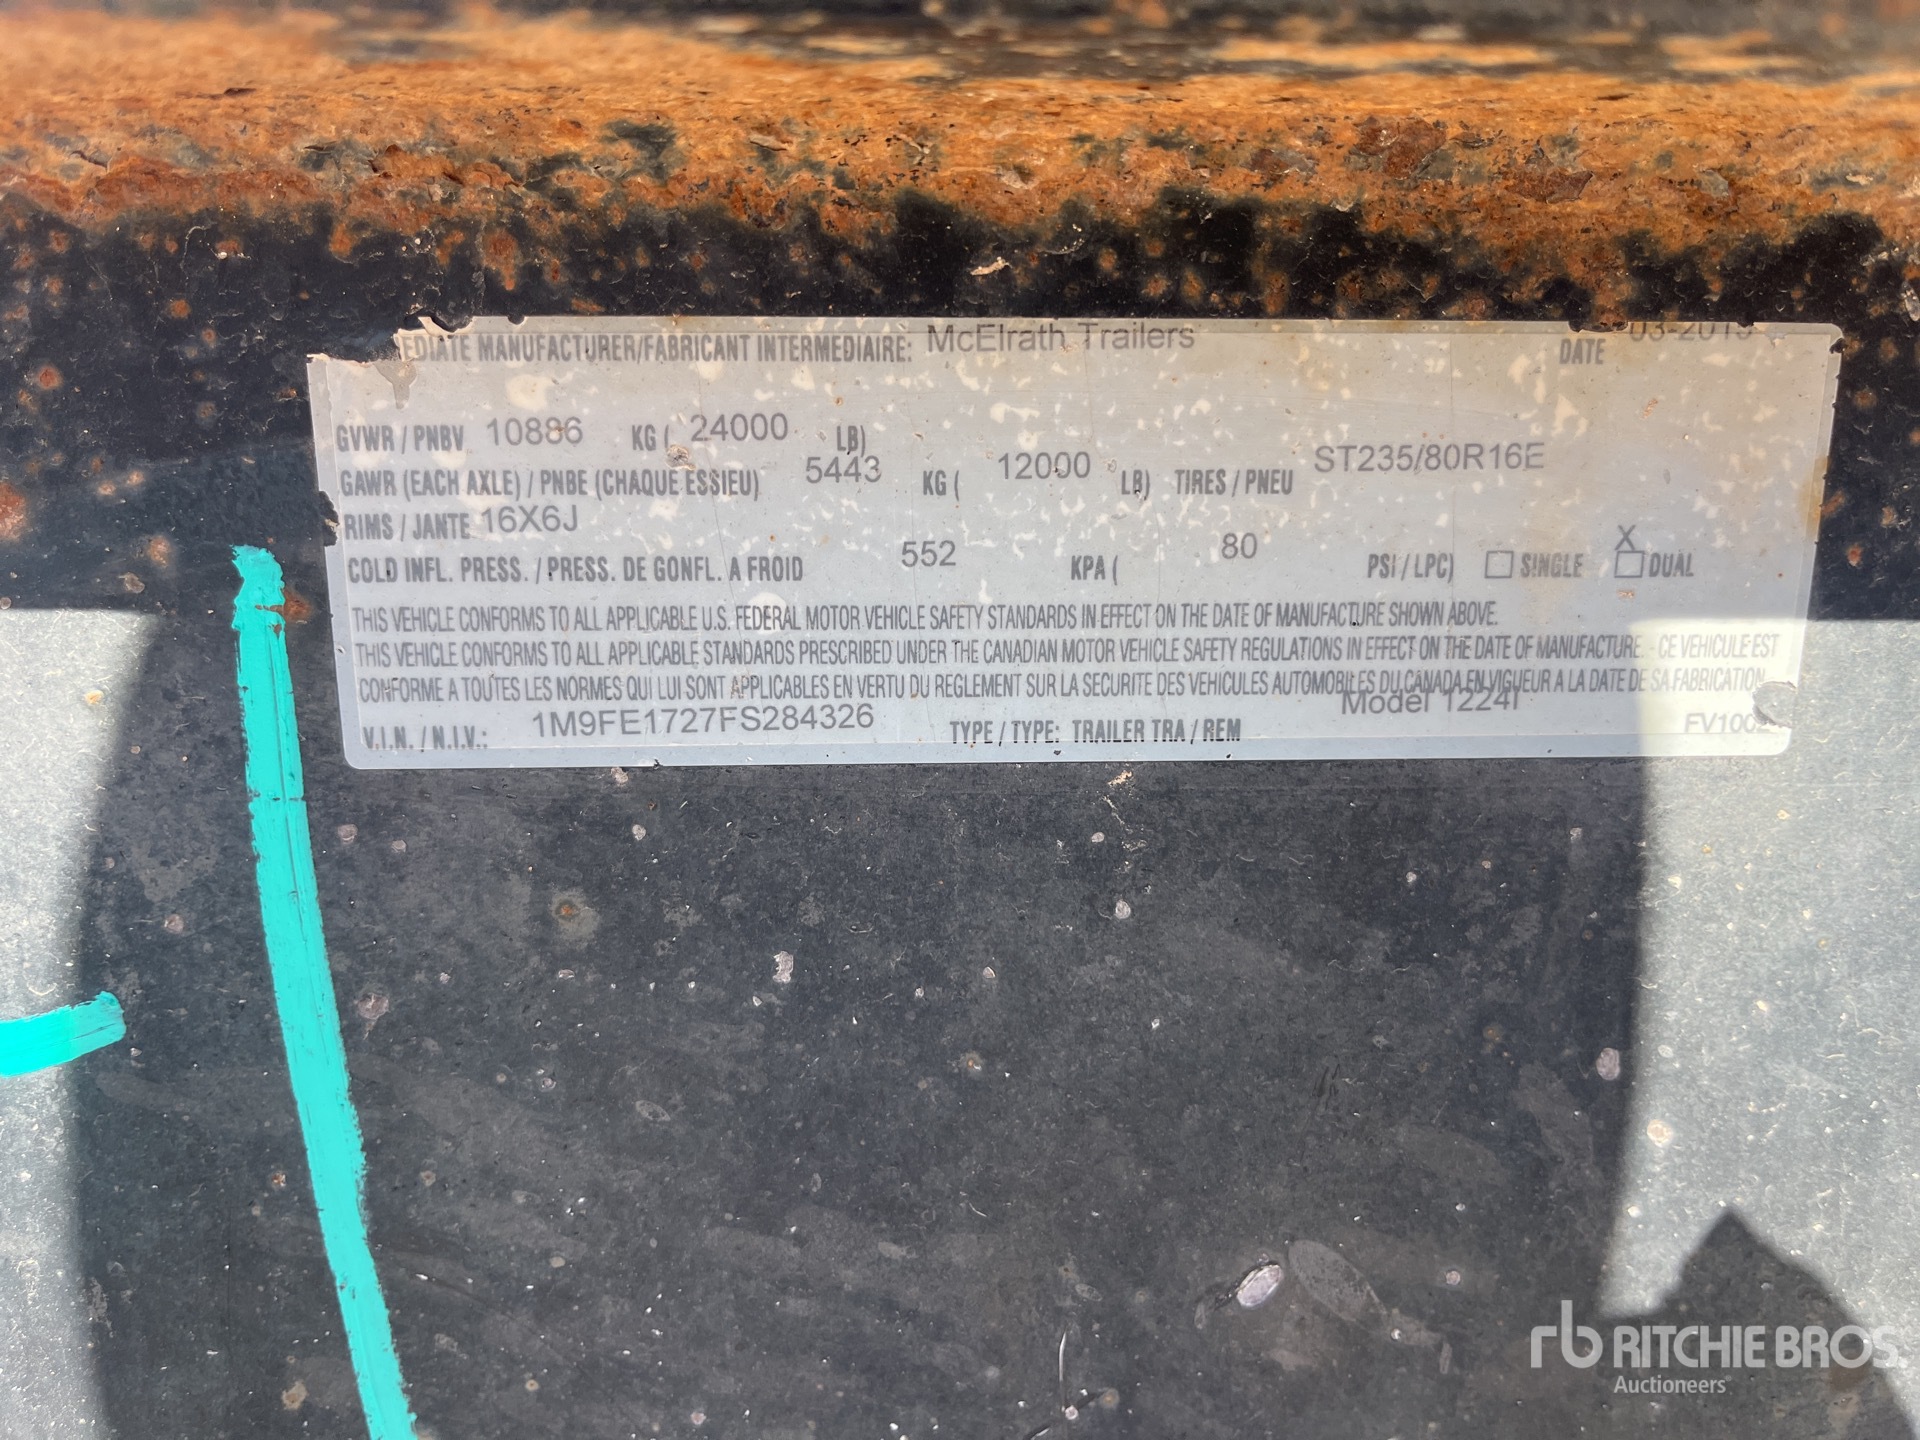 EDIATE MANUFACTURER/FABRICANT INTERMEDIAIRE: McElrath Trailers DATE 03-2015
GVWR / PNBV 10886 KG ( 24000 LB)
GAWR (EACH AXLE) / PNBE (CHAQUE ESSIEU) 5443 KG ( 12000 LB) TIRES / PNEU ST235/80R16E
RIMS / JANTE 16X6J
COLD INFL. PRESS. / PRESS. DE GONFL. A FROID 552 KPA ( 80 PSI / LPC) ☐ SINGLE X ☐ DUAL
THIS VEHICLE CONFORMS TO ALL APPLICABLE U.S. FEDERAL MOTOR VEHICLE SAFETY STANDARDS IN EFFECT ON THE DATE OF MANUFACTURE SHOWN ABOVE.
THIS VEHICLE CONFORMS TO ALL APPLICABLE STANDARDS PRESCRIBED UNDER THE CANADIAN MOTOR VEHICLE SAFETY REGULATIONS IN EFFECT ON THE DATE OF MANUFACTURE. - CE VEHICULE EST
CONFORME A TOUTES LES NORMES QUI LUI SONT APPLICABLES EN VERTU DU REGLEMENT SUR LA SECURITE DES VEHICULES AUTOMOBILES DU CANADA EN VIGUEUR A LA DATE DE SA FABRICATION
V.I.N. / N.I.V.: 1M9FE1727FS284326 TYPE / TYPE: TRAILER TRA / REM Model 1224I FV1002
rb RITCHIE BROS.
Auctioneers